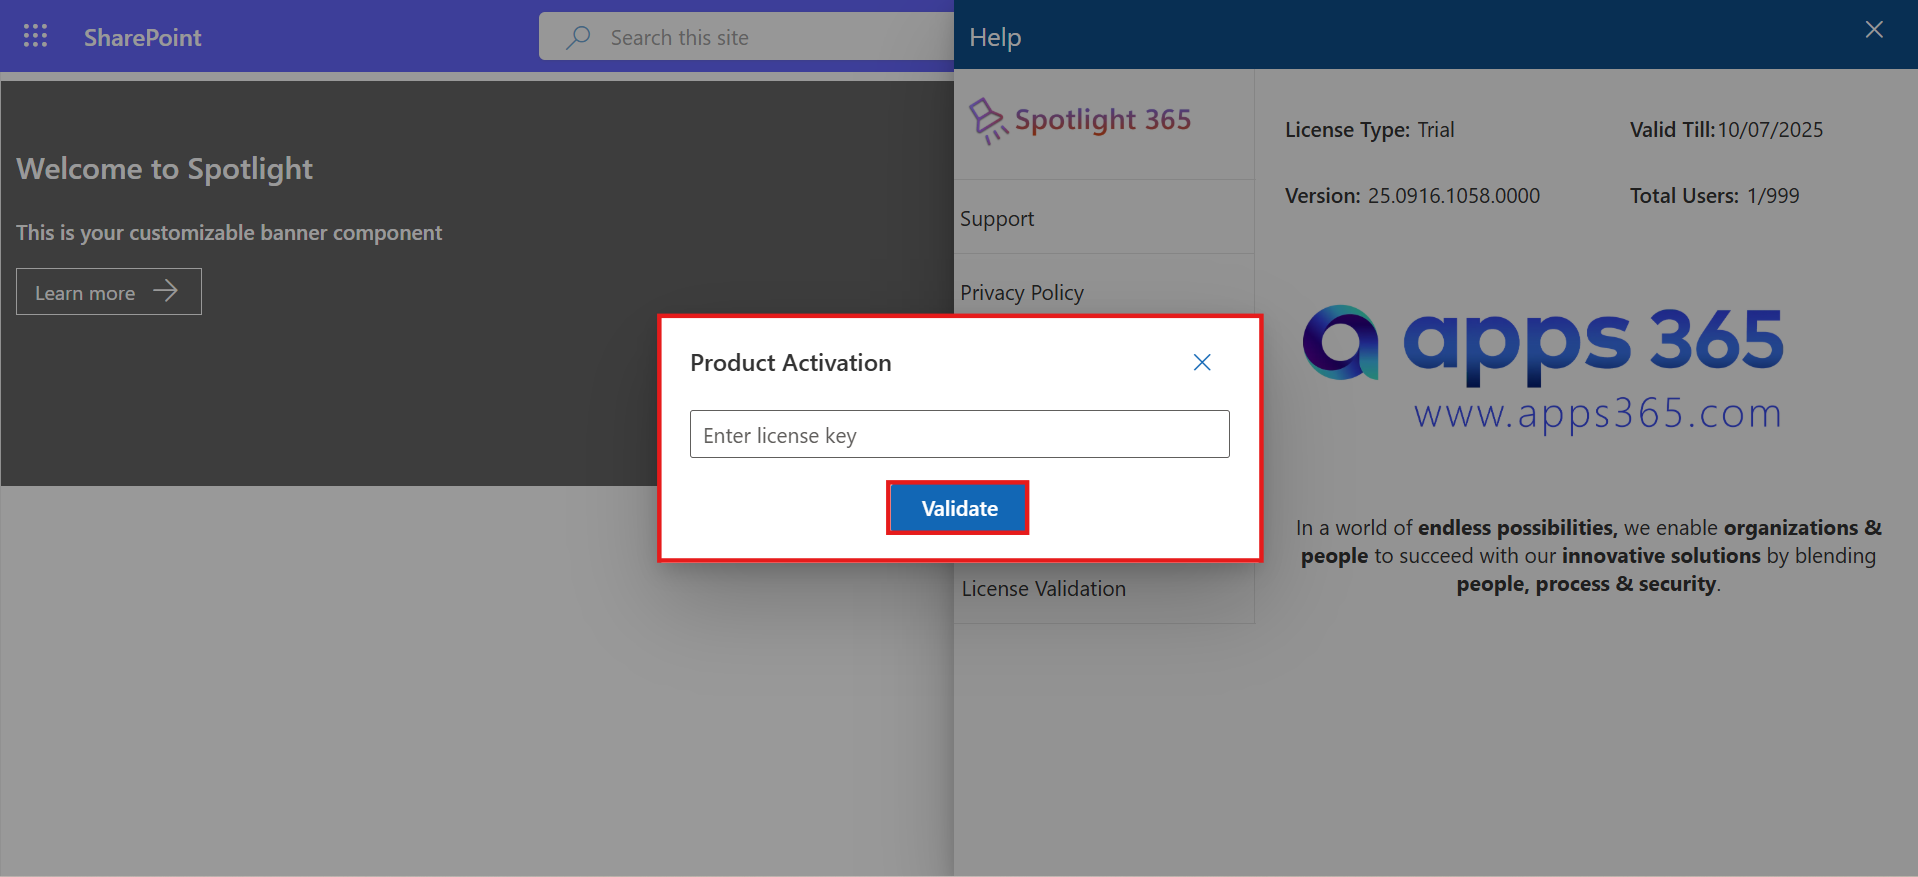 SharePoint
Search this site
Help
Welcome to Spotlight
This is your customizable banner component
Learn more
Spotlight 365
Support
Privacy Policy
License Validation
License Type: Trial
Valid Till:10/07/2025
Version: 25.0916.1058.0000
Total Users: 1/999
apps 365
www.apps365.com
In a world of endless possibilities, we enable organizations &
people to succeed with our innovative solutions by blending
people, process & security.
Product Activation
Enter license key
Validate